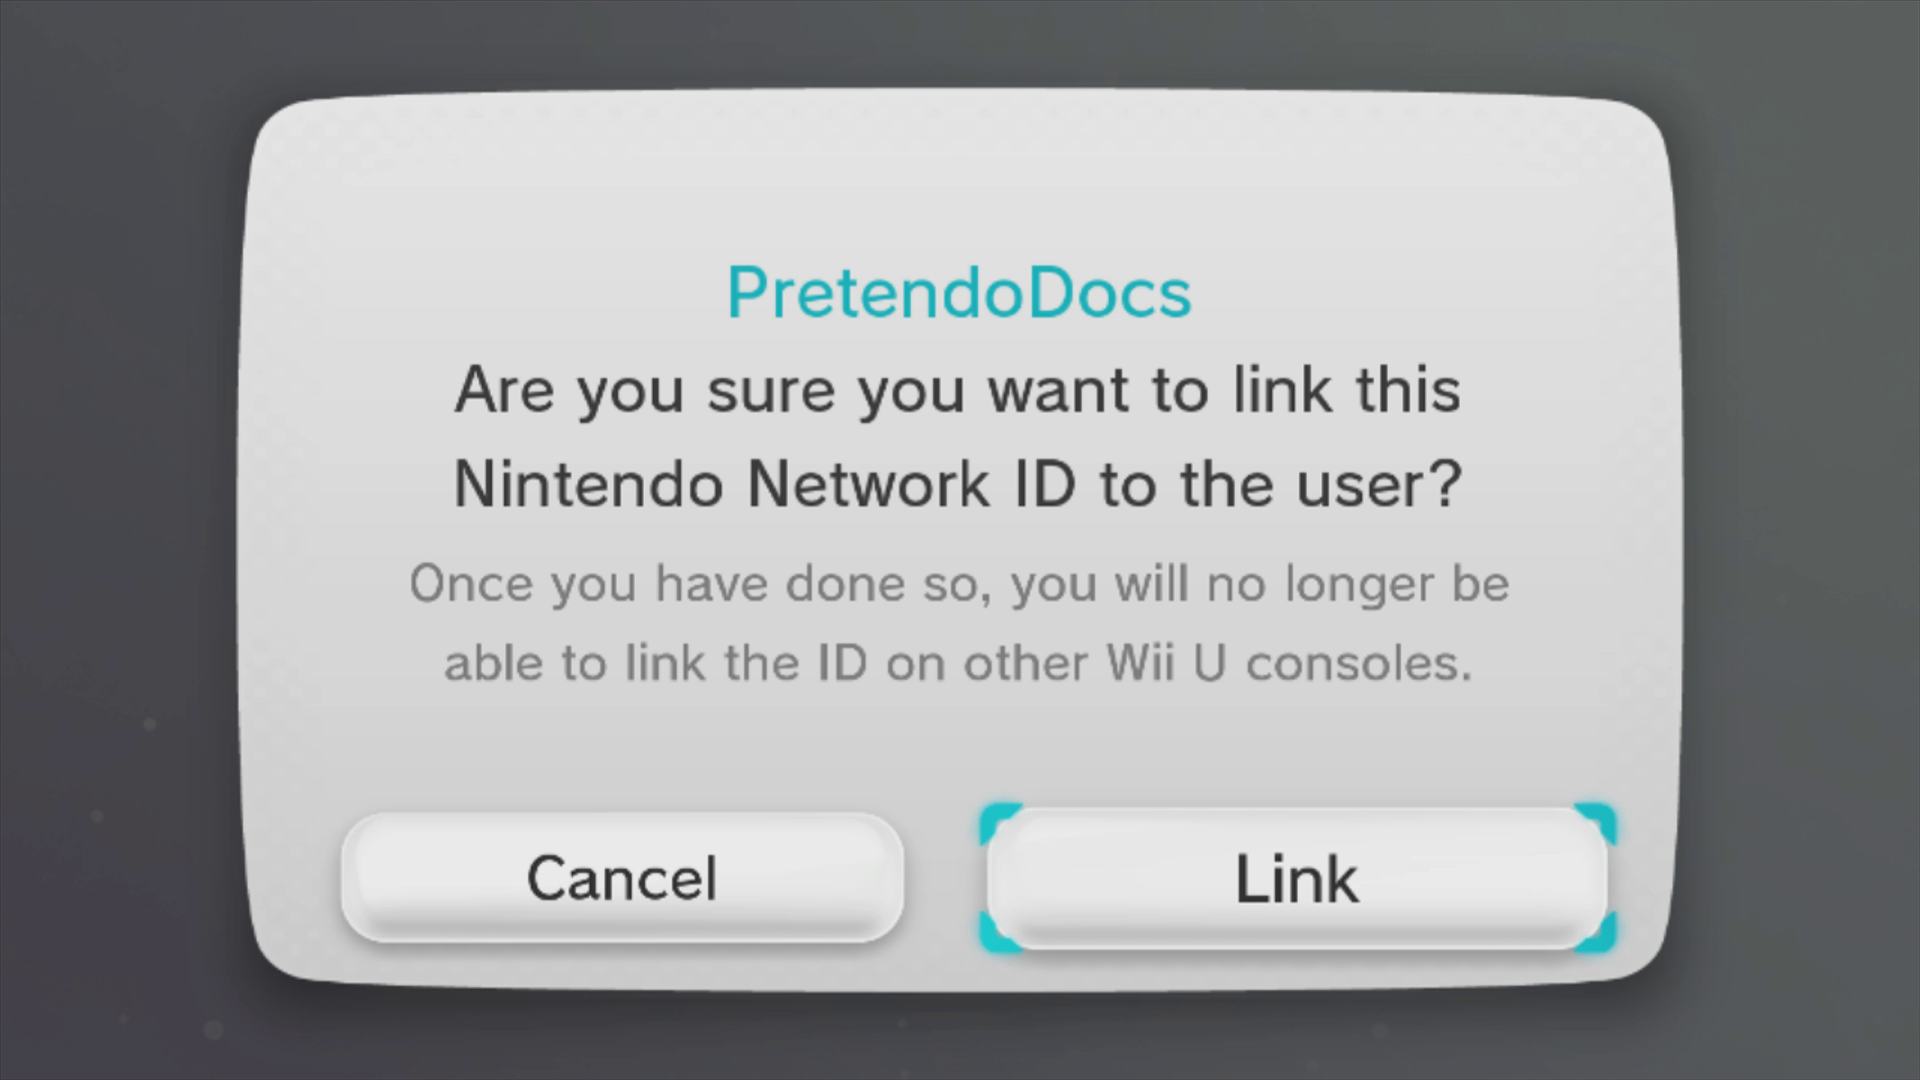 PretendoDocs
Are you sure you want to link this
Nintendo Network ID to the user?
Once you have done so, you will no longer be
able to link the ID on other Wii U consoles.
Cancel
Link